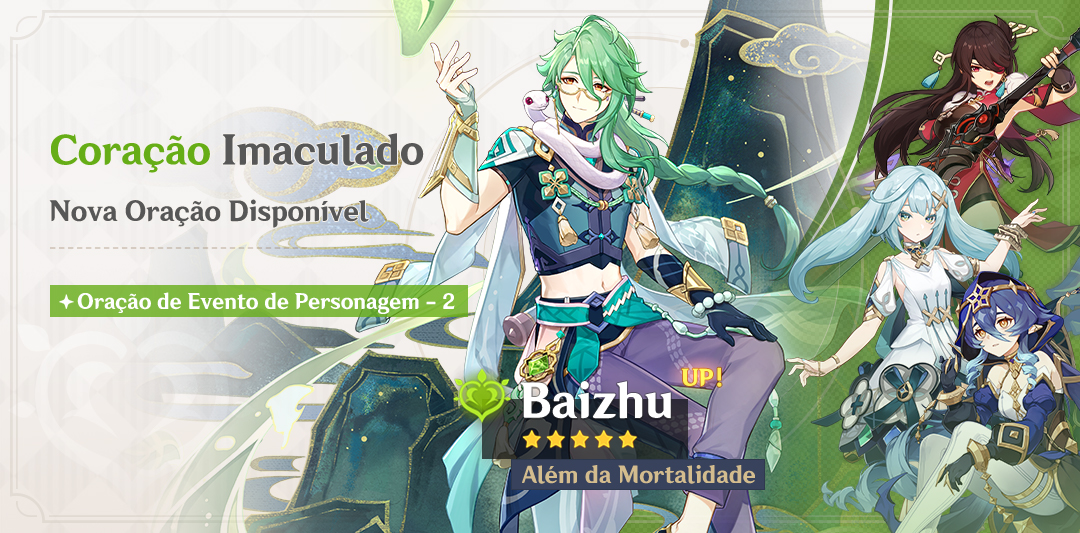 Coração Imaculado
Nova Oração Disponível
Oração de Evento de Personagem - 2
UP!
Baizhu
Além da Mortalidade